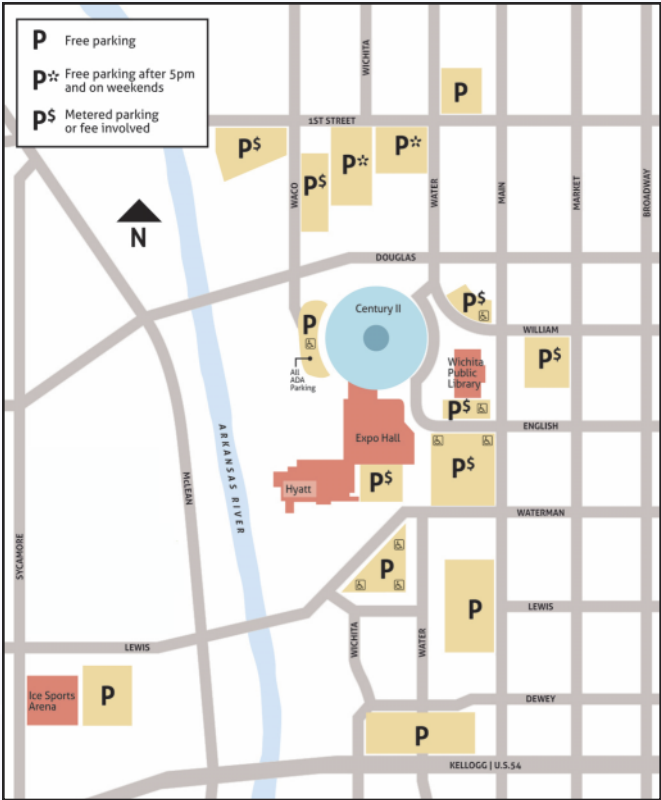 P Free parking
P☆ Free parking after 5pm
and on weekends
P$ Metered parking
or fee involved
WICHITA
P
1ST STREET
P$
P$
P☆
P☆
WACO
WATER
MAIN
MARKET
BROADWAY
N
DOUGLAS
Century II
P
P$
WILLIAM
All
ADA
Parking
Wichita
Public
Library
P$
P$
ENGLISH
Expo Hall
P$
P$
Hyatt
ARKANSAS RIVER
McLEAN
SYCAMORE
WATERMAN
P
P
LEWIS
WICHITA
WATER
LEWIS
Ice Sports
Arena
P
DEWEY
P
KELLOGG | U.S.54